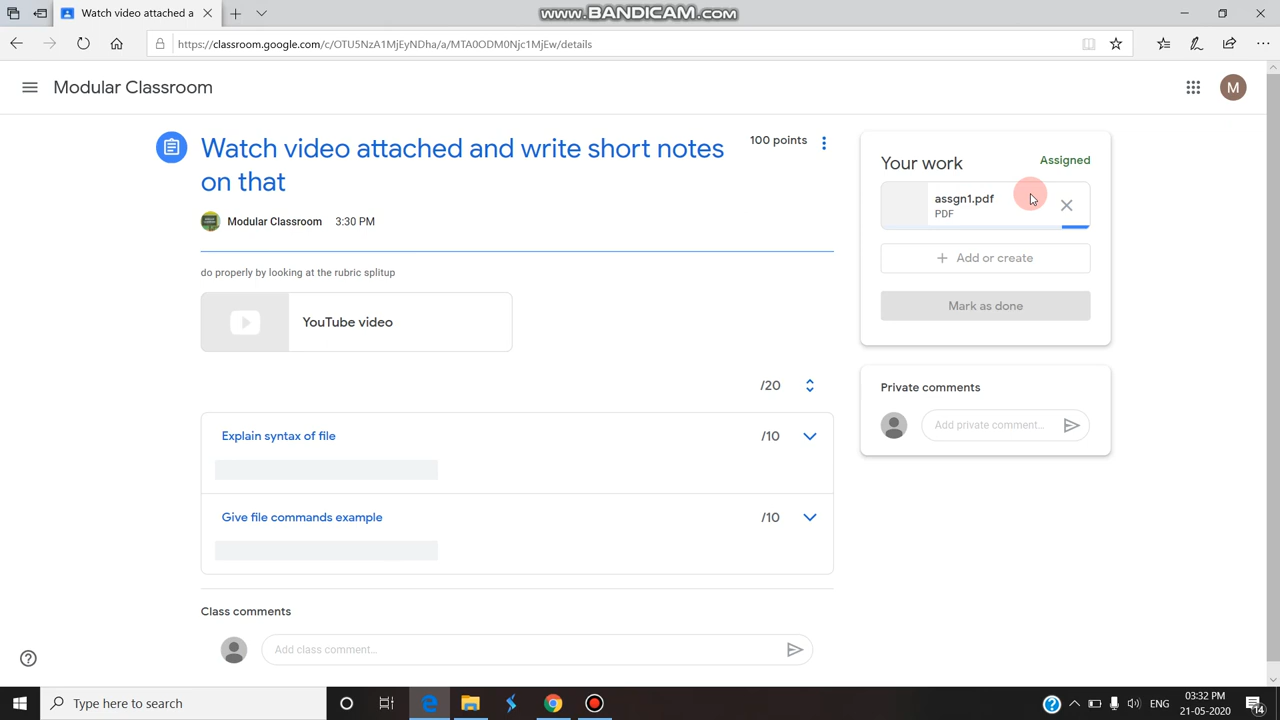 Watch video attached a
www.BANDICAM.com
https://classroom.google.com/c/OTU5NzA1MjEyNDha/a/MTA0ODM0Njc1MjEw/details
Modular Classroom
M
Watch video attached and write short notes
on that
100 points
Modular Classroom 3:30 PM
do properly by looking at the rubric splitup
YouTube video
/20
Explain syntax of file
/10
Give file commands example
/10
Class comments
Add class comment...
Your work
Assigned
assgn1.pdf
PDF
+ Add or create
Mark as done
Private comments
Add private comment...
Type here to search
ENG
03:32 PM
21-05-2020
14